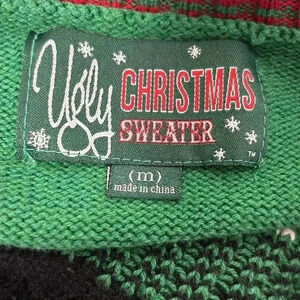 Ugly CHRISTMAS
SWEATER
TM
(m)
made in china